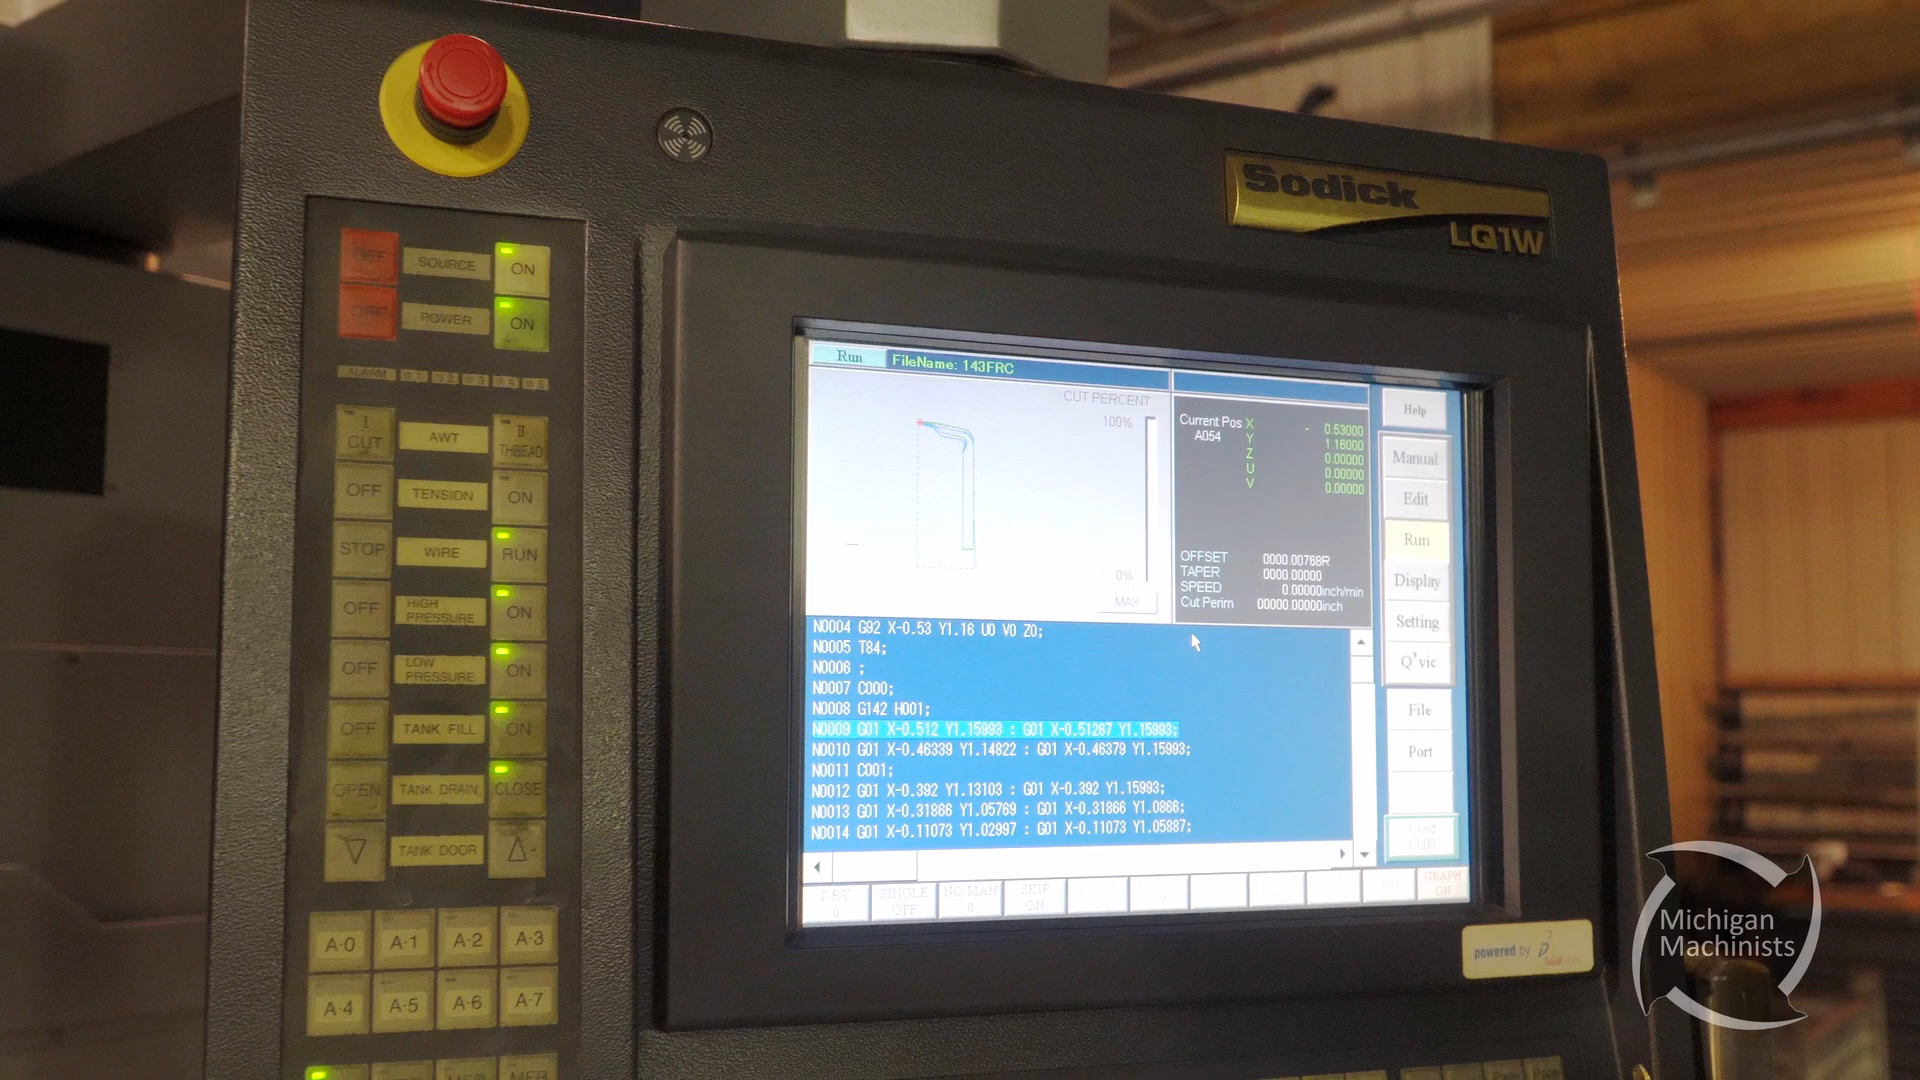 Sodick
LQ1W
OFF SOURCE ON
OFF POWER ON
ALARM
I CUT AWT II THREAD
OFF TENSION ON
STOP WIRE RUN
OFF HIGH PRESSURE ON
OFF LOW PRESSURE ON
OFF TANK FILL ON
OPEN TANK DRAIN CLOSE
TANK DOOR
A-0 A-1 A-2 A-3
A-4 A-5 A-6 A-7
Run FileName: 143FRC
CUT PERCENT
100%
0%
MAX
Current Pos X - 0.53000
A054 Y 1.16000
Z 0.00000
U 0.00000
V 0.00000
OFFSET 0000.00768R
TAPER 0000.00000
SPEED 0.00000inch/min
Cut Perim 00000.00000inch
N0004 G92 X-0.53 Y1.16 U0 V0 Z0;
N0005 T84;
N0006 ;
N0007 C000;
N0008 G142 H001;
N0009 G01 X-0.512 Y1.15993 : G01 X-0.51267 Y1.15993;
N0010 G01 X-0.46339 Y1.14822 : G01 X-0.46379 Y1.15993;
N0011 C001;
N0012 G01 X-0.392 Y1.13103 : G01 X-0.392 Y1.15993;
N0013 G01 X-0.31866 Y1.05769 : G01 X-0.31866 Y1.0866;
N0014 G01 X-0.11073 Y1.02997 : G01 X-0.11073 Y1.05887;
Help
Manual
Edit
Run
Display
Setting
Q³vic
File
Port
Cond
C000
DRY 0
SINGLE OFF
NO MAN 0
SKIP ON
GRAPH ON
powered by
Michigan
Machinists